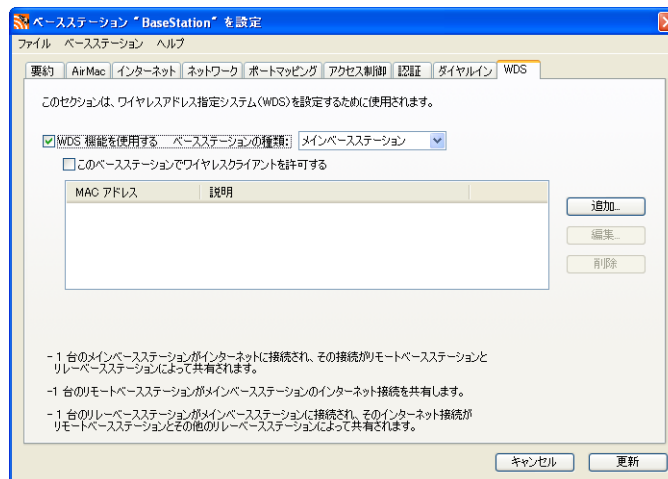 ベースステーション "BaseStation" を設定
ファイル ベースステーション ヘルプ
要約 AirMac インターネット ネットワーク ポートマッピング アクセス制御 認証 ダイヤルイン WDS
このセクションは、ワイヤレスアドレス指定システム(WDS)を設定するために使用されます。
WDS 機能を使用する ベースステーションの種類: メインベースステーション
このベースステーションでワイヤレスクライアントを許可する
MAC アドレス 説明
追加...
編集...
削除
- 1 台のメインベースステーションがインターネットに接続され、その接続がリモートベースステーションと
リレーベースステーションによって共有されます。
-1 台のリモートベースステーションがメインベースステーションのインターネット接続を共有します。
- 1 台のリレーベースステーションがメインベースステーションに接続され、そのインターネット接続が
リモートベースステーションとその他のリレーベースステーションによって共有されます。
キャンセル 更新